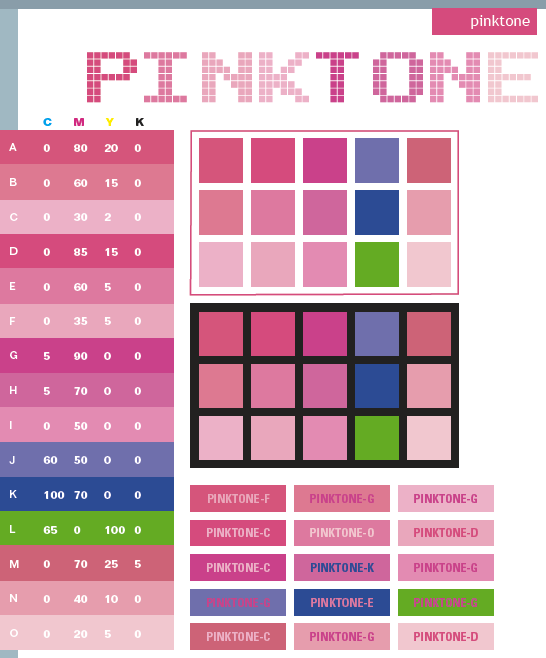 pinktone
PINKTONE
C M Y K
A 0 80 20 0
B 0 60 15 0
C 0 30 2 0
D 0 85 15 0
E 0 60 5 0
F 0 35 5 0
G 5 90 0 0
H 5 70 0 0
I 0 50 0 0
J 60 50 0 0
K 100 70 0 0
L 65 0 100 0
M 0 70 25 5
N 0 40 10 0
O 0 20 5 0
PINKTONE-F PINKTONE-G PINKTONE-G
PINKTONE-C PINKTONE-O PINKTONE-D
PINKTONE-C PINKTONE-K PINKTONE-G
PINKTONE-G PINKTONE-E PINKTONE-G
PINKTONE-C PINKTONE-G PINKTONE-D